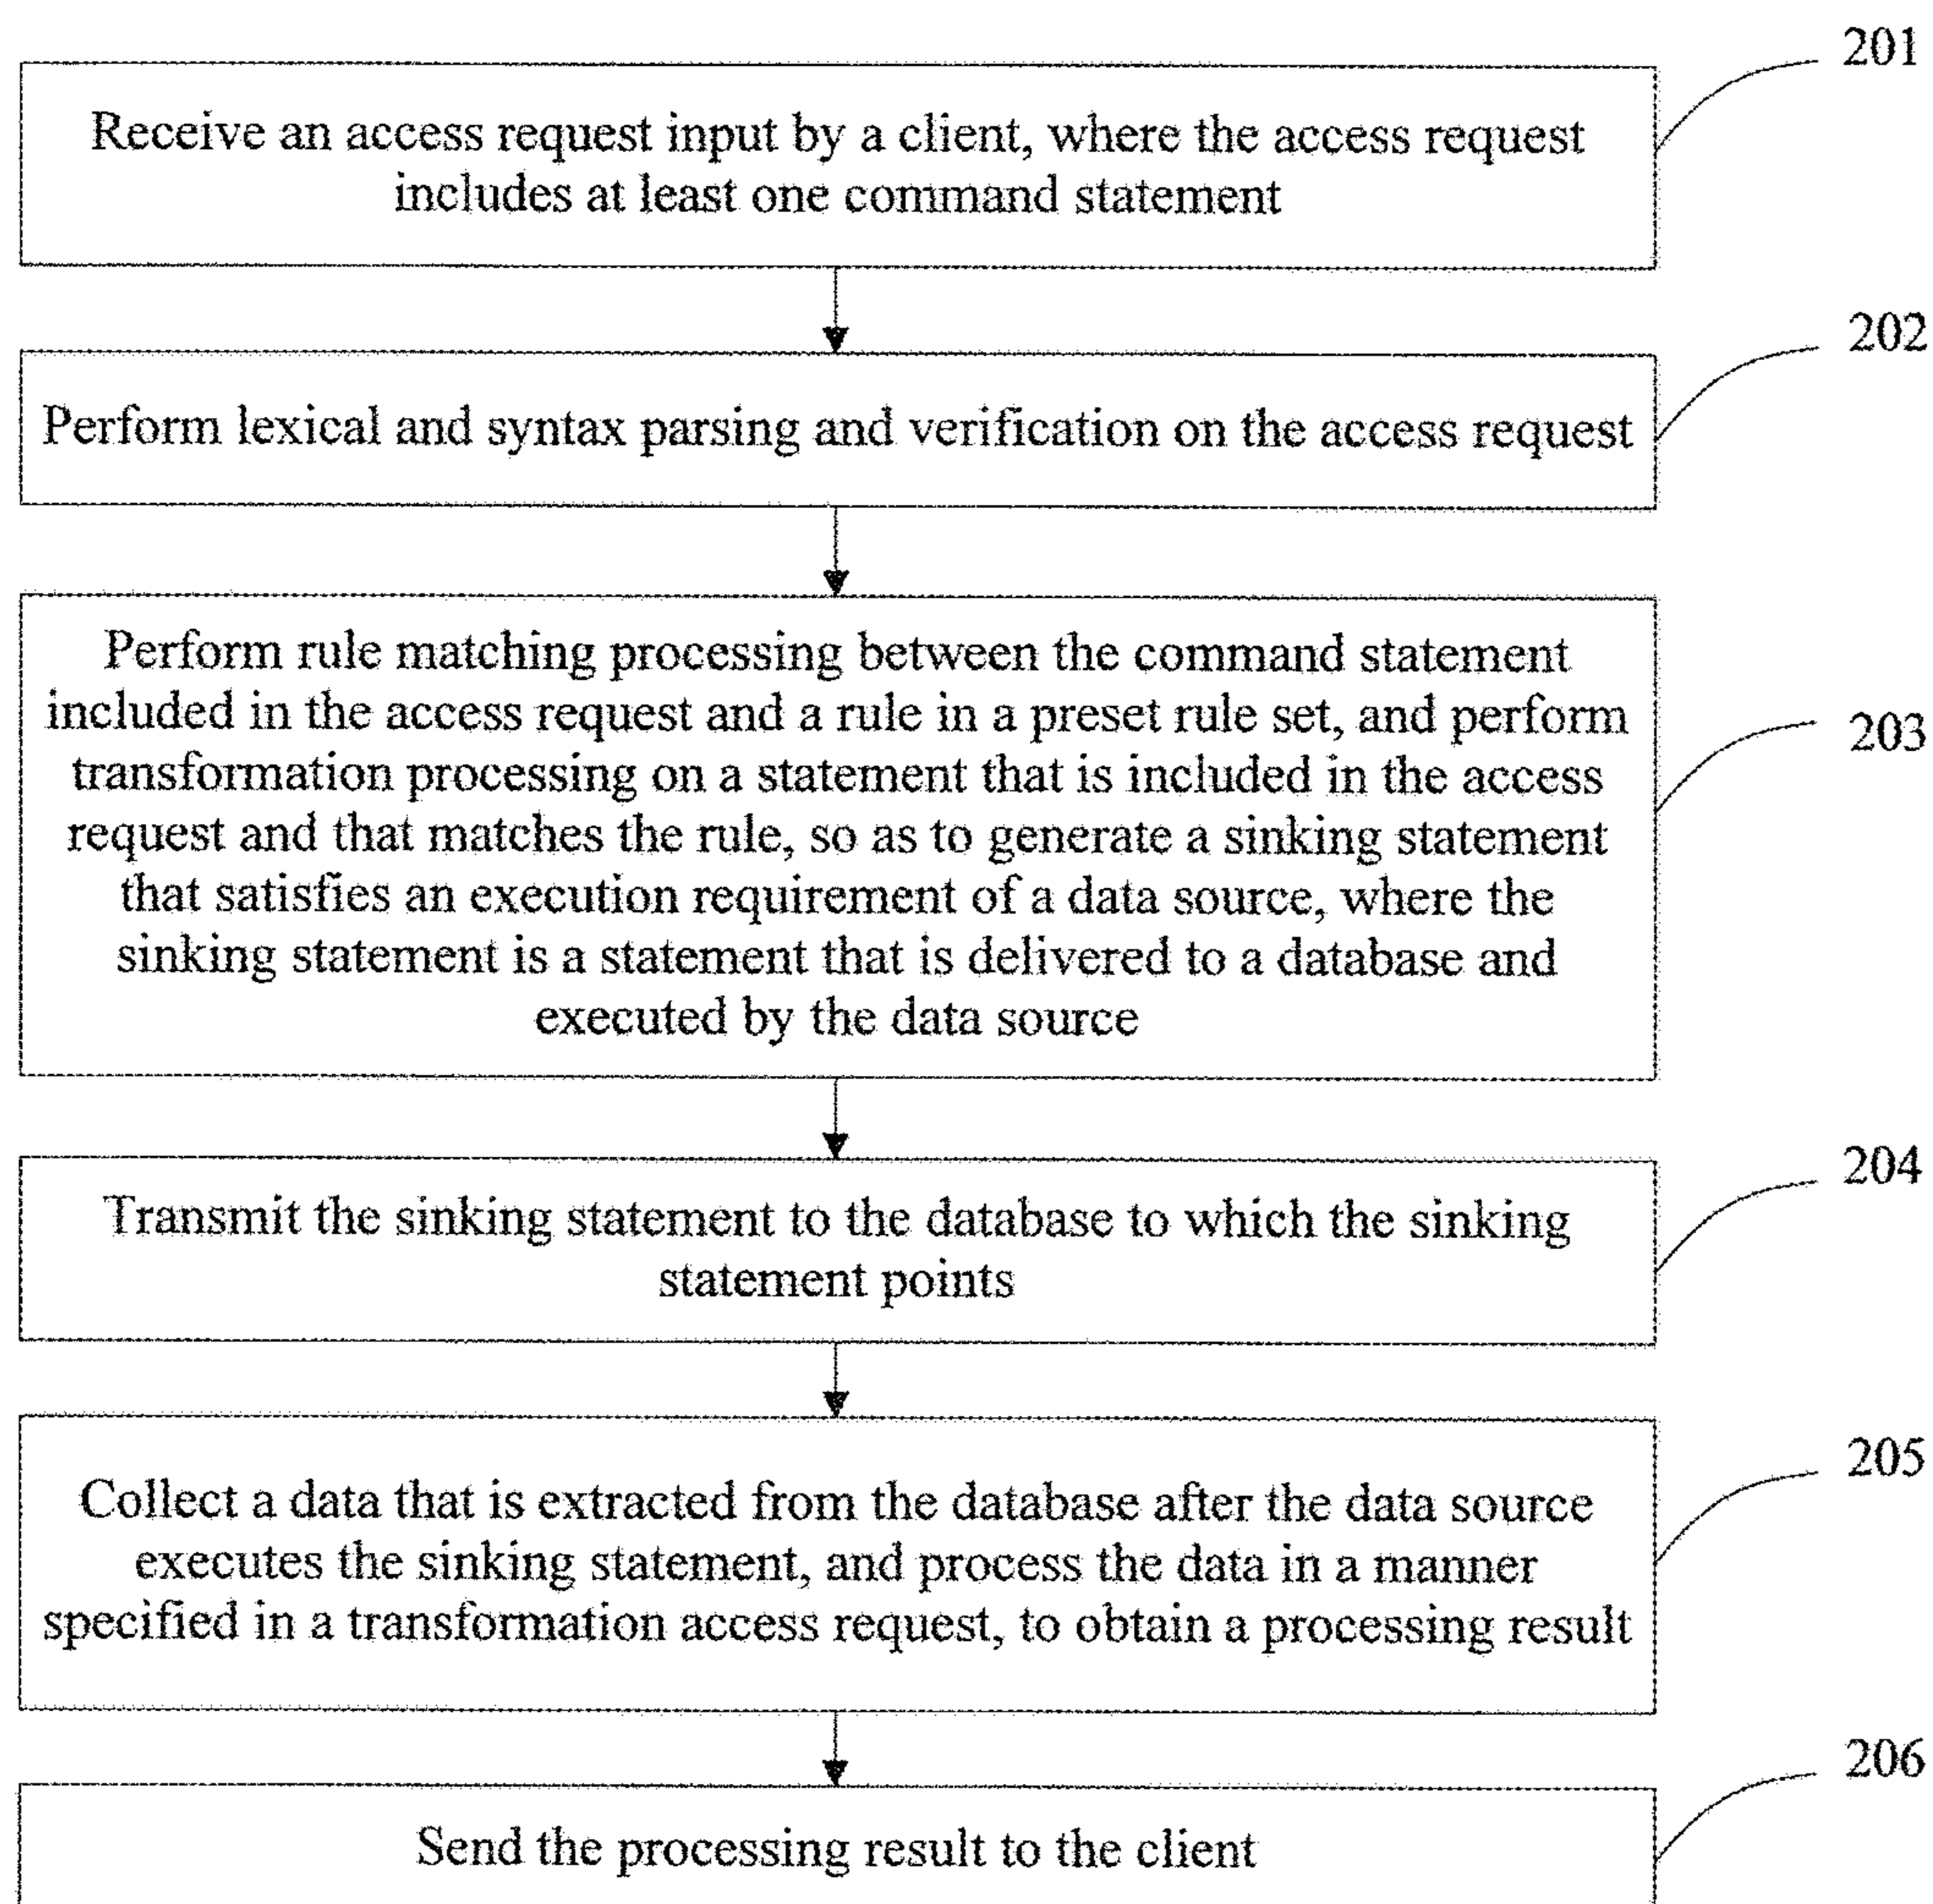 201
Receive an access request input by a client, where the access request
includes at least one command statement
202
Perform lexical and syntax parsing and verification on the access request
203
Perform rule matching processing between the command statement
included in the access request and a rule in a preset rule set, and perform
transformation processing on a statement that is included in the access
request and that matches the rule, so as to generate a sinking statement
that satisfies an execution requirement of a data source, where the
sinking statement is a statement that is delivered to a database and
executed by the data source
204
Transmit the sinking statement to the database to which the sinking
statement points
205
Collect a data that is extracted from the database after the data source
executes the sinking statement, and process the data in a manner
specified in a transformation access request, to obtain a processing result
206
Send the processing result to the client